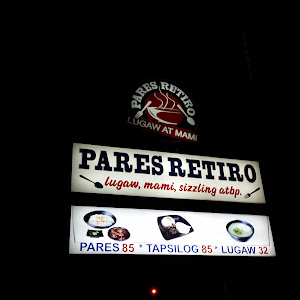 PARES RETIRO
LUGAW AT MAMI
PARES RETIRO
lugaw, mami, sizzling atbp.
PARES 85 * TAPSILOG 85 * LUGAW 32